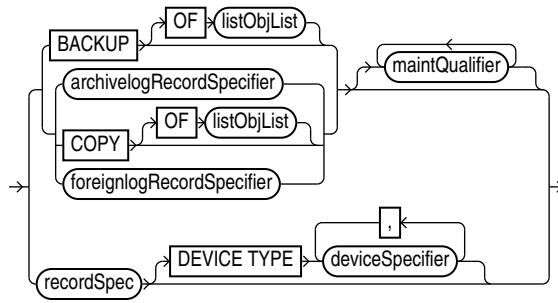 BACKUP OF listObjList
maintQualifier
archivelogRecordSpecifier
COPY OF listObjList
foreignlogRecordSpecifier
,
recordSpec DEVICE TYPE deviceSpecifier